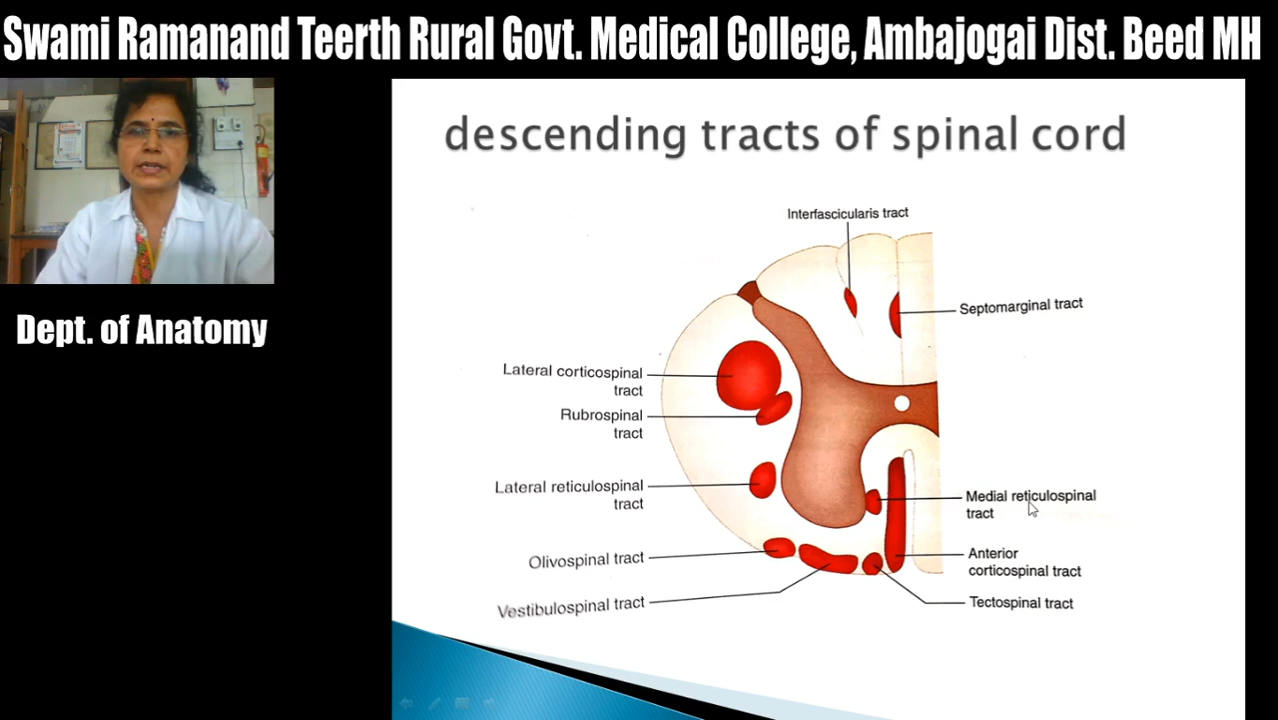 Swami Ramanand Teerth Rural Govt. Medical College, Ambajogai Dist. Beed MH
Dept. of Anatomy
descending tracts of spinal cord
Interfascicularis tract
Septomarginal tract
Lateral corticospinal
tract
Rubrospinal
tract
Lateral reticulospinal
tract
Medial reticulospinal
tract
Olivospinal tract
Anterior
corticospinal tract
Vestibulospinal tract
Tectospinal tract